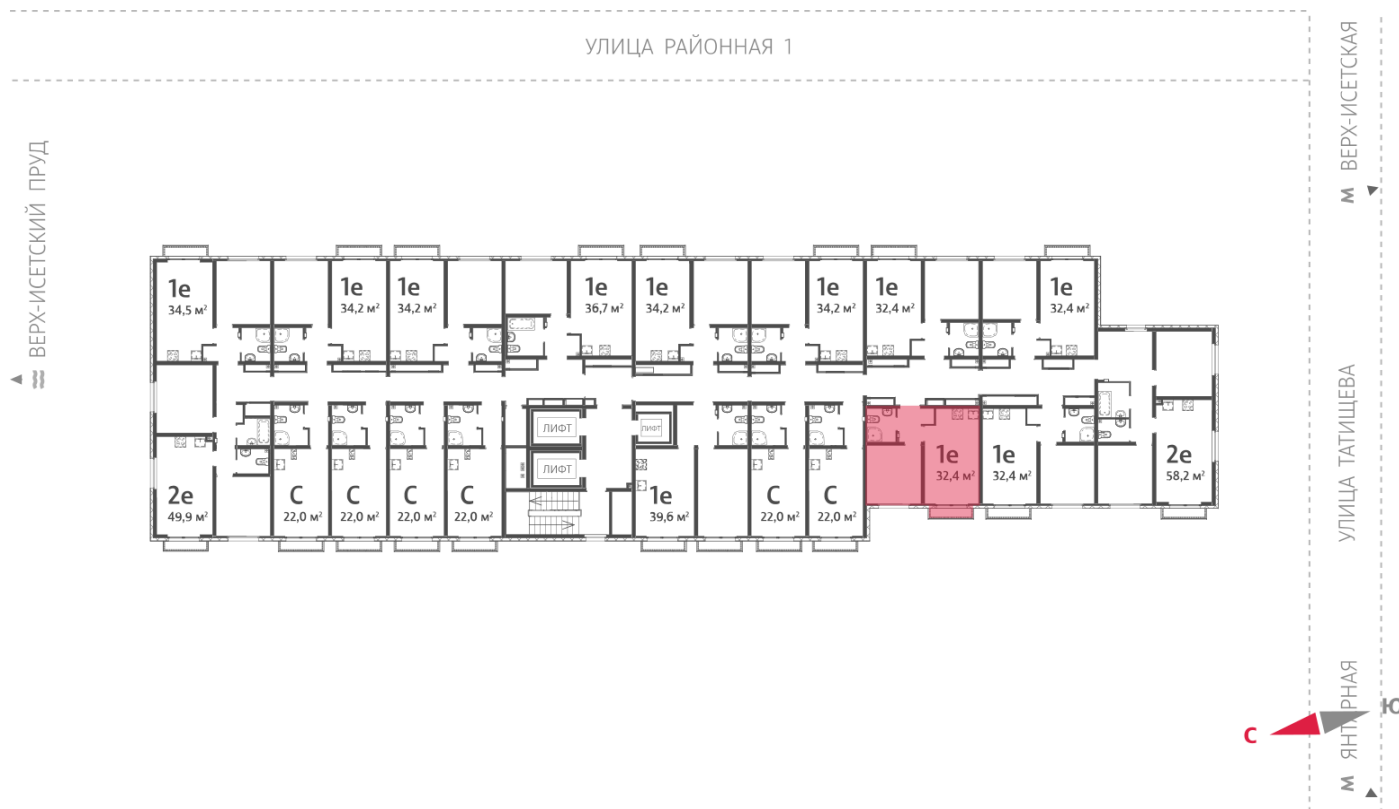 УЛИЦА РАЙОННАЯ 1
М ВЕРХ-ИСЕТСКАЯ
ВЕРХ-ИСЕТСКИЙ ПРУД
1е
34,5 м²
1е
34,2 м²
1е
34,2 м²
1е
36,7 м²
1е
34,2 м²
1е
34,2 м²
1е
32,4 м²
1е
32,4 м²
ЛИФТ
ЛИФТ
ЛИФТ
2е
49,9 м²
С
22,0 м²
С
22,0 м²
С
22,0 м²
С
22,0 м²
1е
39,6 м²
С
22,0 м²
С
22,0 м²
1е
32,4 м²
1е
32,4 м²
2е
58,2 м²
УЛИЦА ТАТИЩЕВА
М ЯНТАРНАЯ
С
Ю